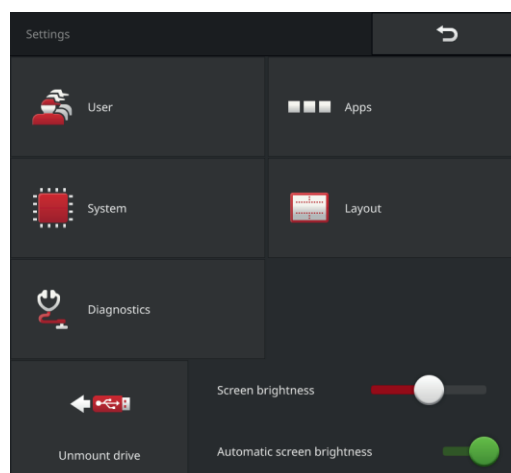 Settings
User
Apps
System
Layout
Diagnostics
Screen brightness
Unmount drive
Automatic screen brightness